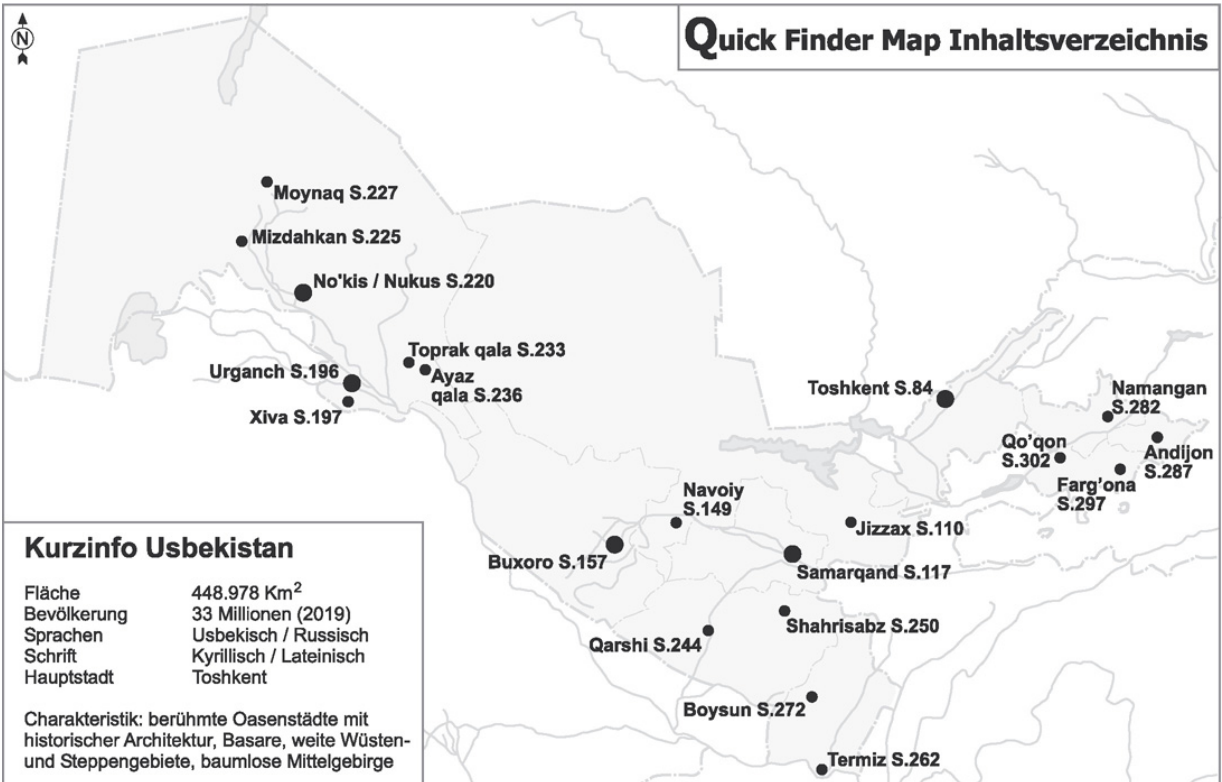 N
Quick Finder Map Inhaltsverzeichnis
Moynaq S.227
Mizdahkan S.225
No'kis / Nukus S.220
Toprak qala S.233
Urganch S.196
Ayaz
qala S.236
Xiva S.197
Toshkent S.84
Namangan
S.282
Qo’qon
S.302
Andijon
S.287
Farg’ona
S.297
Navoiy
S.149
Jizzax S.110
Buxoro S.157
Samarqand S.117
Shahrisabz S.250
Qarshi S.244
Boysun S.272
Termiz S.262
Kurzinfo Usbekistan
Fläche 448.978 Km²
Bevölkerung 33 Millionen (2019)
Sprachen Usbekisch / Russisch
Schrift Kyrillisch / Lateinisch
Hauptstadt Toshkent
Charakteristik: berühmte Oasenstädte mit
historischer Architektur, Basare, weite Wüsten-
und Steppengebiete, baumlose Mittelgebirge